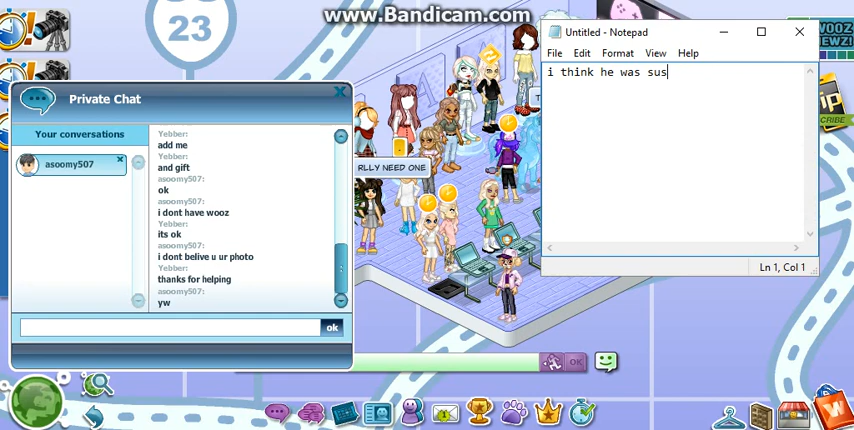 www.Bandicam.com
23
Untitled - Notepad
File Edit Format View Help
i think he was sus
Ln 1, Col 1
WOOZ
CRIBE
Private Chat
Your conversations
asoomy507
Yebber:
add me
Yebber:
and gift
asoomy507:
ok
asoomy507:
i dont have wooz
Yebber:
its ok
asoomy507:
i dont belive u ur photo
Yebber:
thanks for helping
asoomy507:
yw
ok
RLLY NEED ONE
OK
W